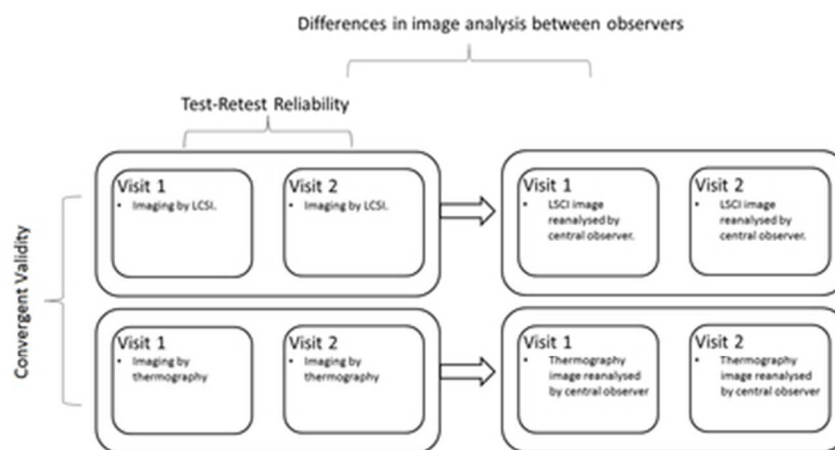 Differences in image analysis between observers
Test-Retest Reliability
Convergent Validity
Visit 1
• Imaging by LCSI.
Visit 2
• Imaging by LCSI.
Visit 1
• LSCI image
reanalysed by
central observer.
Visit 2
• LSCI image
reanalysed by
central observer.
Visit 1
• Imaging by
thermography
Visit 2
• Imaging by
thermography
Visit 1
• Thermography
image reanalysed
by central observer
Visit 2
• Thermography
image reanalysed
by central observer